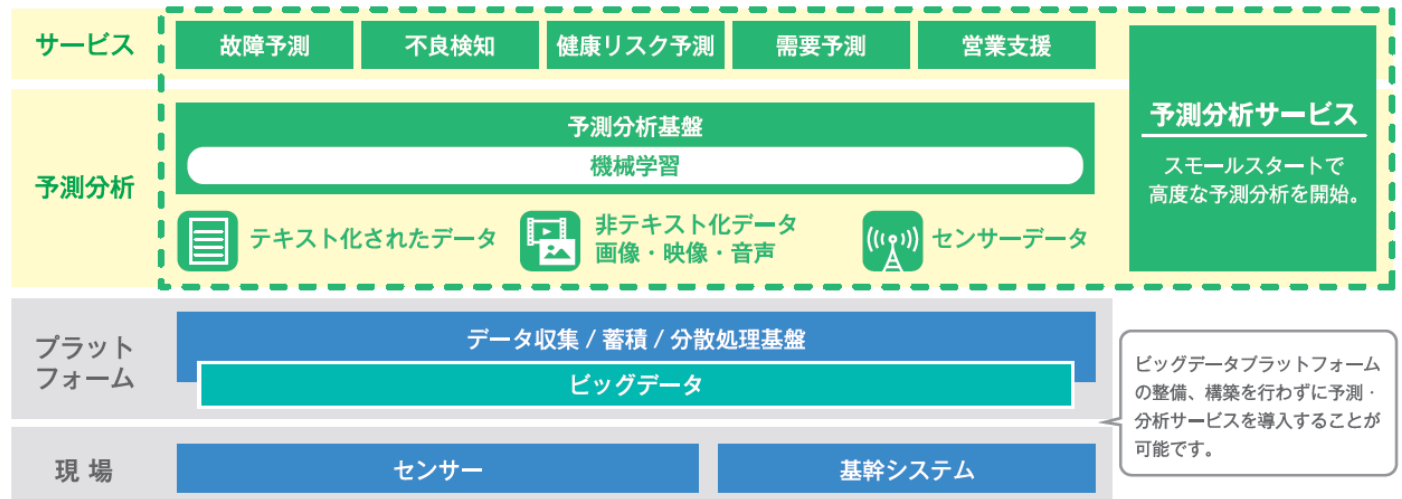 サービス
故障予測
不良検知
健康リスク予測
需要予測
営業支援
予測分析
予測分析基盤
機械学習
テキスト化されたデータ
非テキスト化データ
画像・映像・音声
センサーデータ
予測分析サービス
スモールスタートで
高度な予測分析を開始。
プラット
フォーム
データ収集 / 蓄積 / 分散処理基盤
ビッグデータ
現 場
センサー
基幹システム
ビッグデータプラットフォーム
の整備、構築を行わずに予測・
分析サービスを導入することが
可能です。